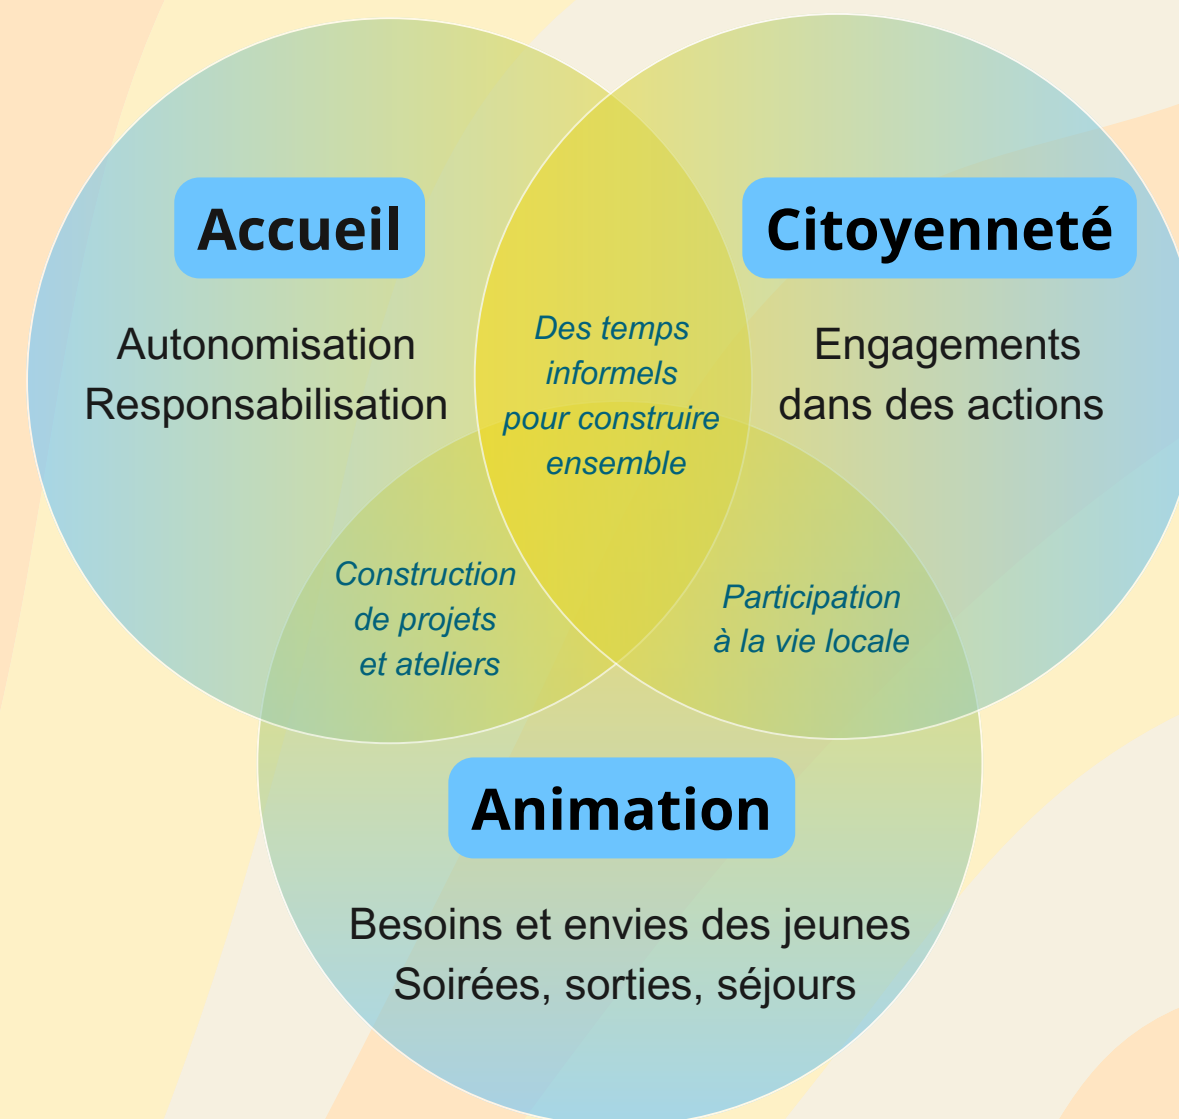 Accueil
Autonomisation
Responsabilisation
Citoyenneté
Engagements
dans des actions
Des temps
informels
pour construire
ensemble
Construction
de projets
et ateliers
Participation
à la vie locale
Animation
Besoins et envies des jeunes
Soirées, sorties, séjours